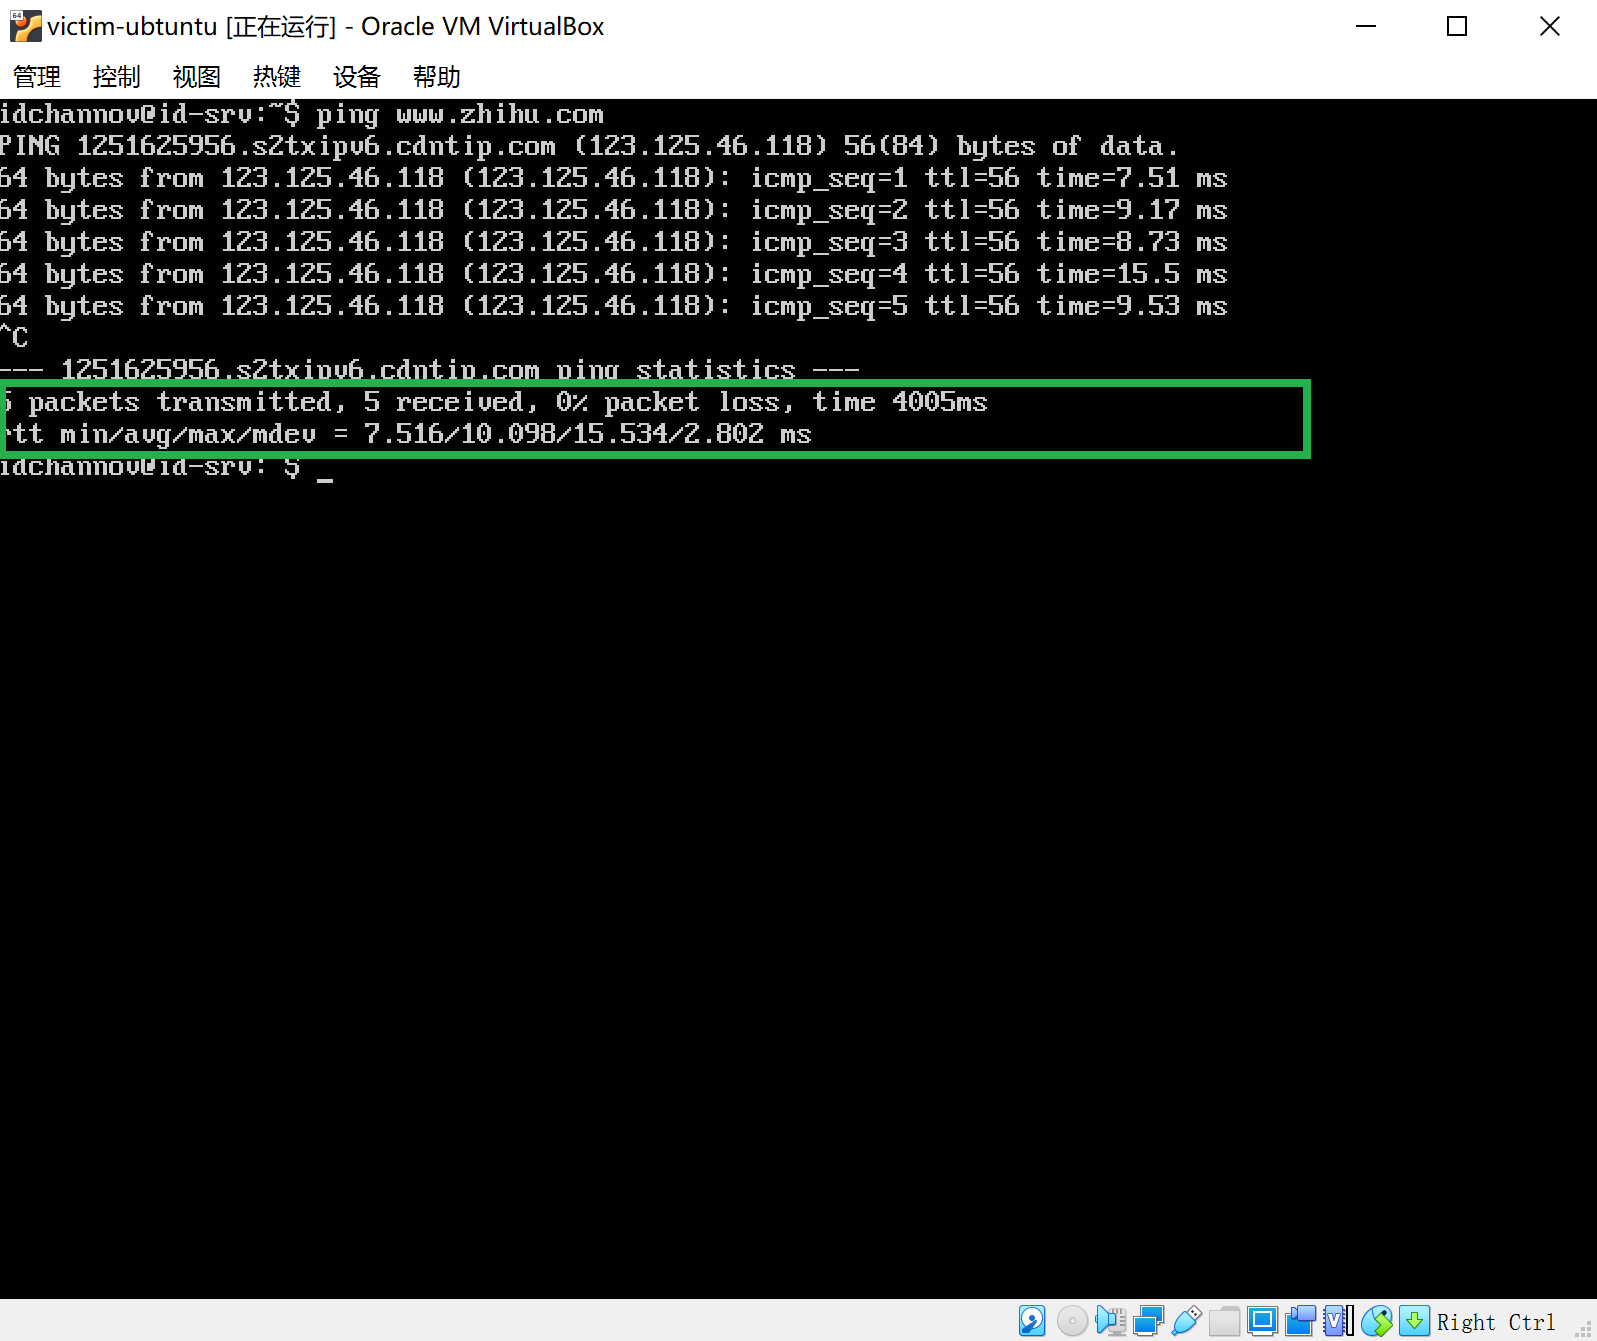 victim-ubtuntu [正在运行] - Oracle VM VirtualBox
管理 控制 视图 热键 设备 帮助
idchannov@id-srv:~$ ping www.zhihu.com
PING 1251625956.s2txipv6.cdntip.com (123.125.46.118) 56(84) bytes of data.
64 bytes from 123.125.46.118 (123.125.46.118): icmp_seq=1 ttl=56 time=7.51 ms
64 bytes from 123.125.46.118 (123.125.46.118): icmp_seq=2 ttl=56 time=9.17 ms
64 bytes from 123.125.46.118 (123.125.46.118): icmp_seq=3 ttl=56 time=8.73 ms
64 bytes from 123.125.46.118 (123.125.46.118): icmp_seq=4 ttl=56 time=15.5 ms
64 bytes from 123.125.46.118 (123.125.46.118): icmp_seq=5 ttl=56 time=9.53 ms
^C
--- 1251625956.s2txipv6.cdntip.com ping statistics ---
5 packets transmitted, 5 received, 0% packet loss, time 4005ms
rtt min/avg/max/mdev = 7.516/10.098/15.534/2.802 ms
idchannov@id-srv:~$ _
Right Ctrl